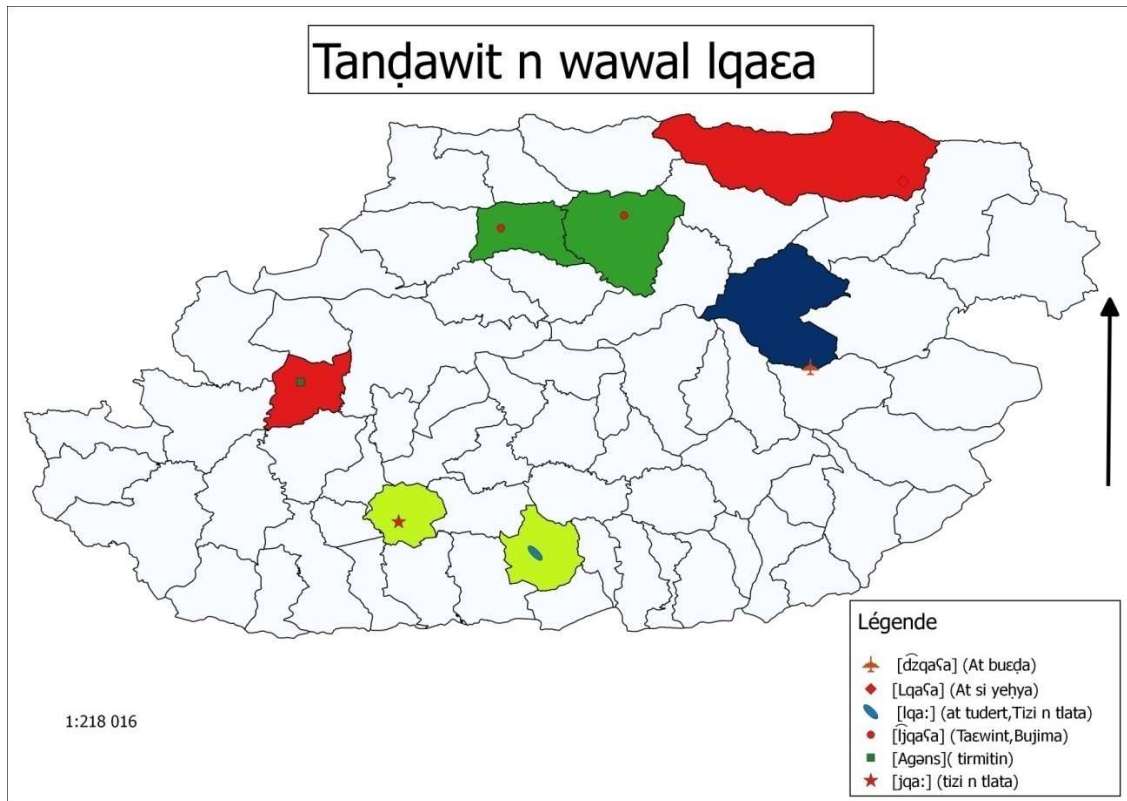 Tanḍawit n wawal lqaɛa
Légende
[d͡zqaʕa] (At buɛḍa)
[Lqaʕa] (At si yeḥya)
[lqa:] (at tudert,Tizi n tlata)
[l͡jqaʕa] (Taɛwint,Bujima)
[Agəns]( tirmitin)
[jqa:] (tizi n tlata)
1:218 016